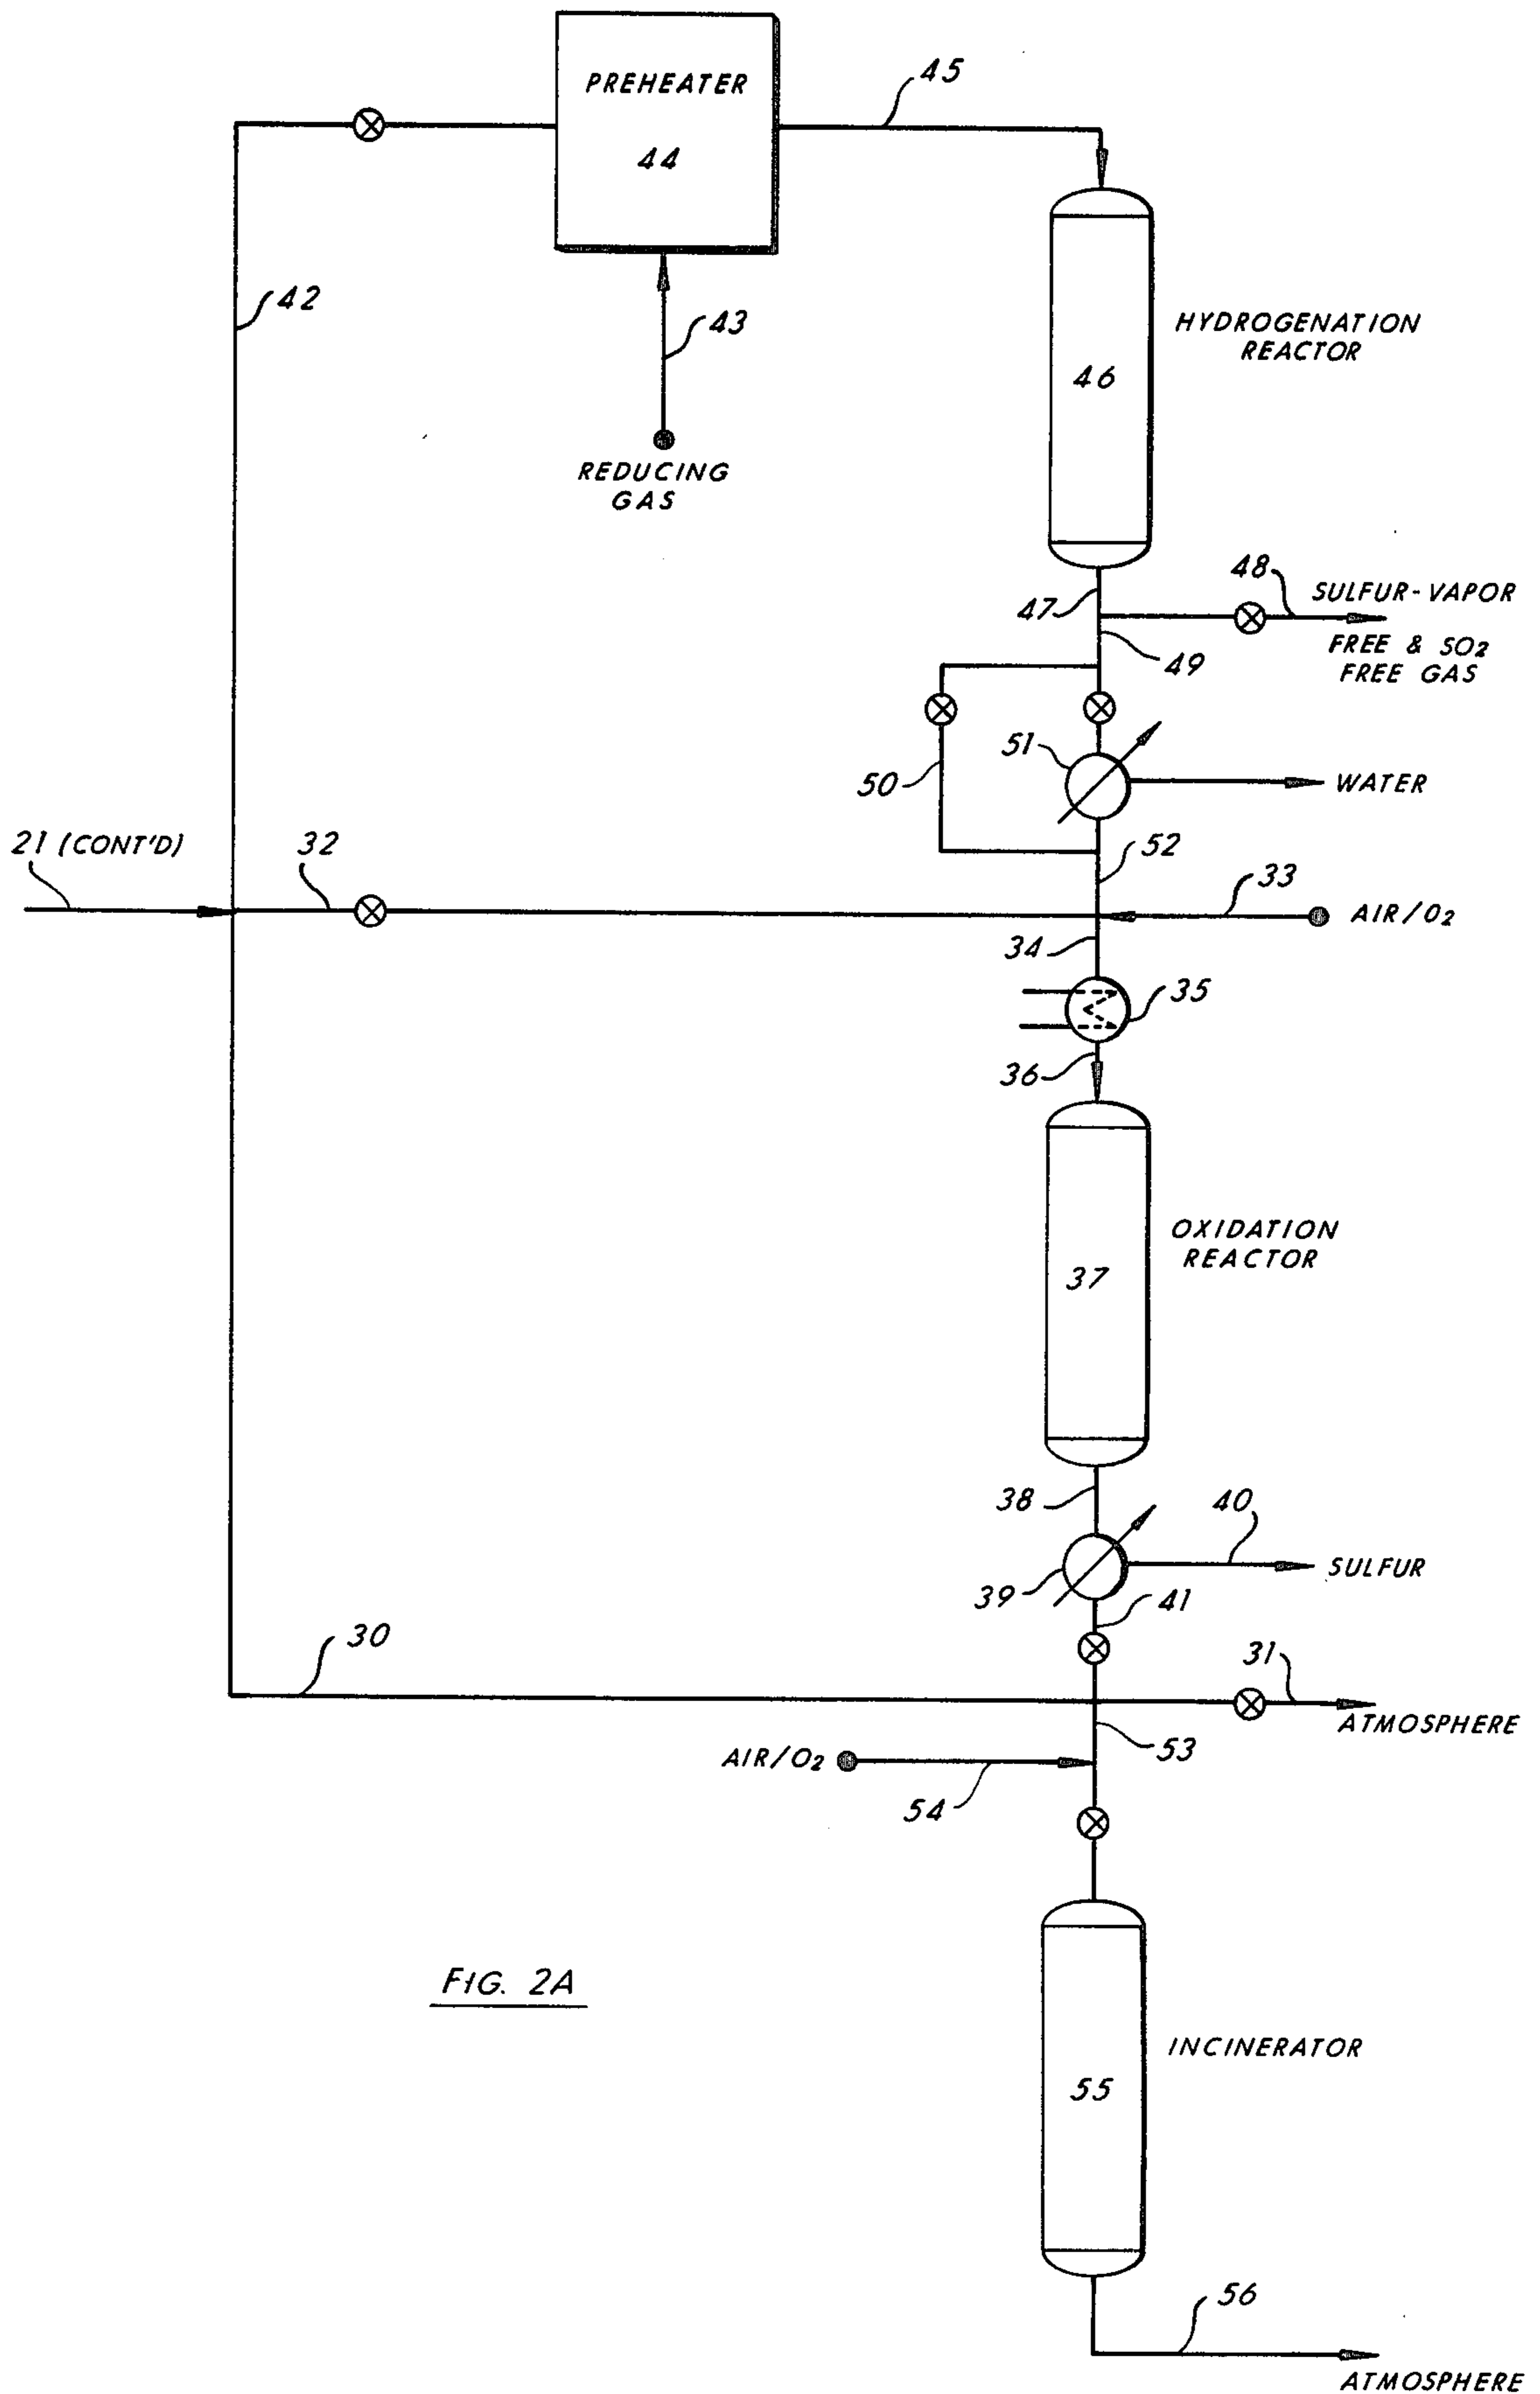 45
PREHEATER
44
42
43
HYDROGENATION
REACTOR
46
REDUCING
GAS
48
SULFUR-VAPOR
47
FREE & SO2
FREE GAS
49
51
50
WATER
21 (CONT'D)
32
52
33
AIR/O2
34
35
36
OXIDATION
REACTOR
37
38
40
39
SULFUR
41
30
31
ATMOSPHERE
53
AIR/O2
54
FIG. 2A
INCINERATOR
55
56
ATMOSPHERE